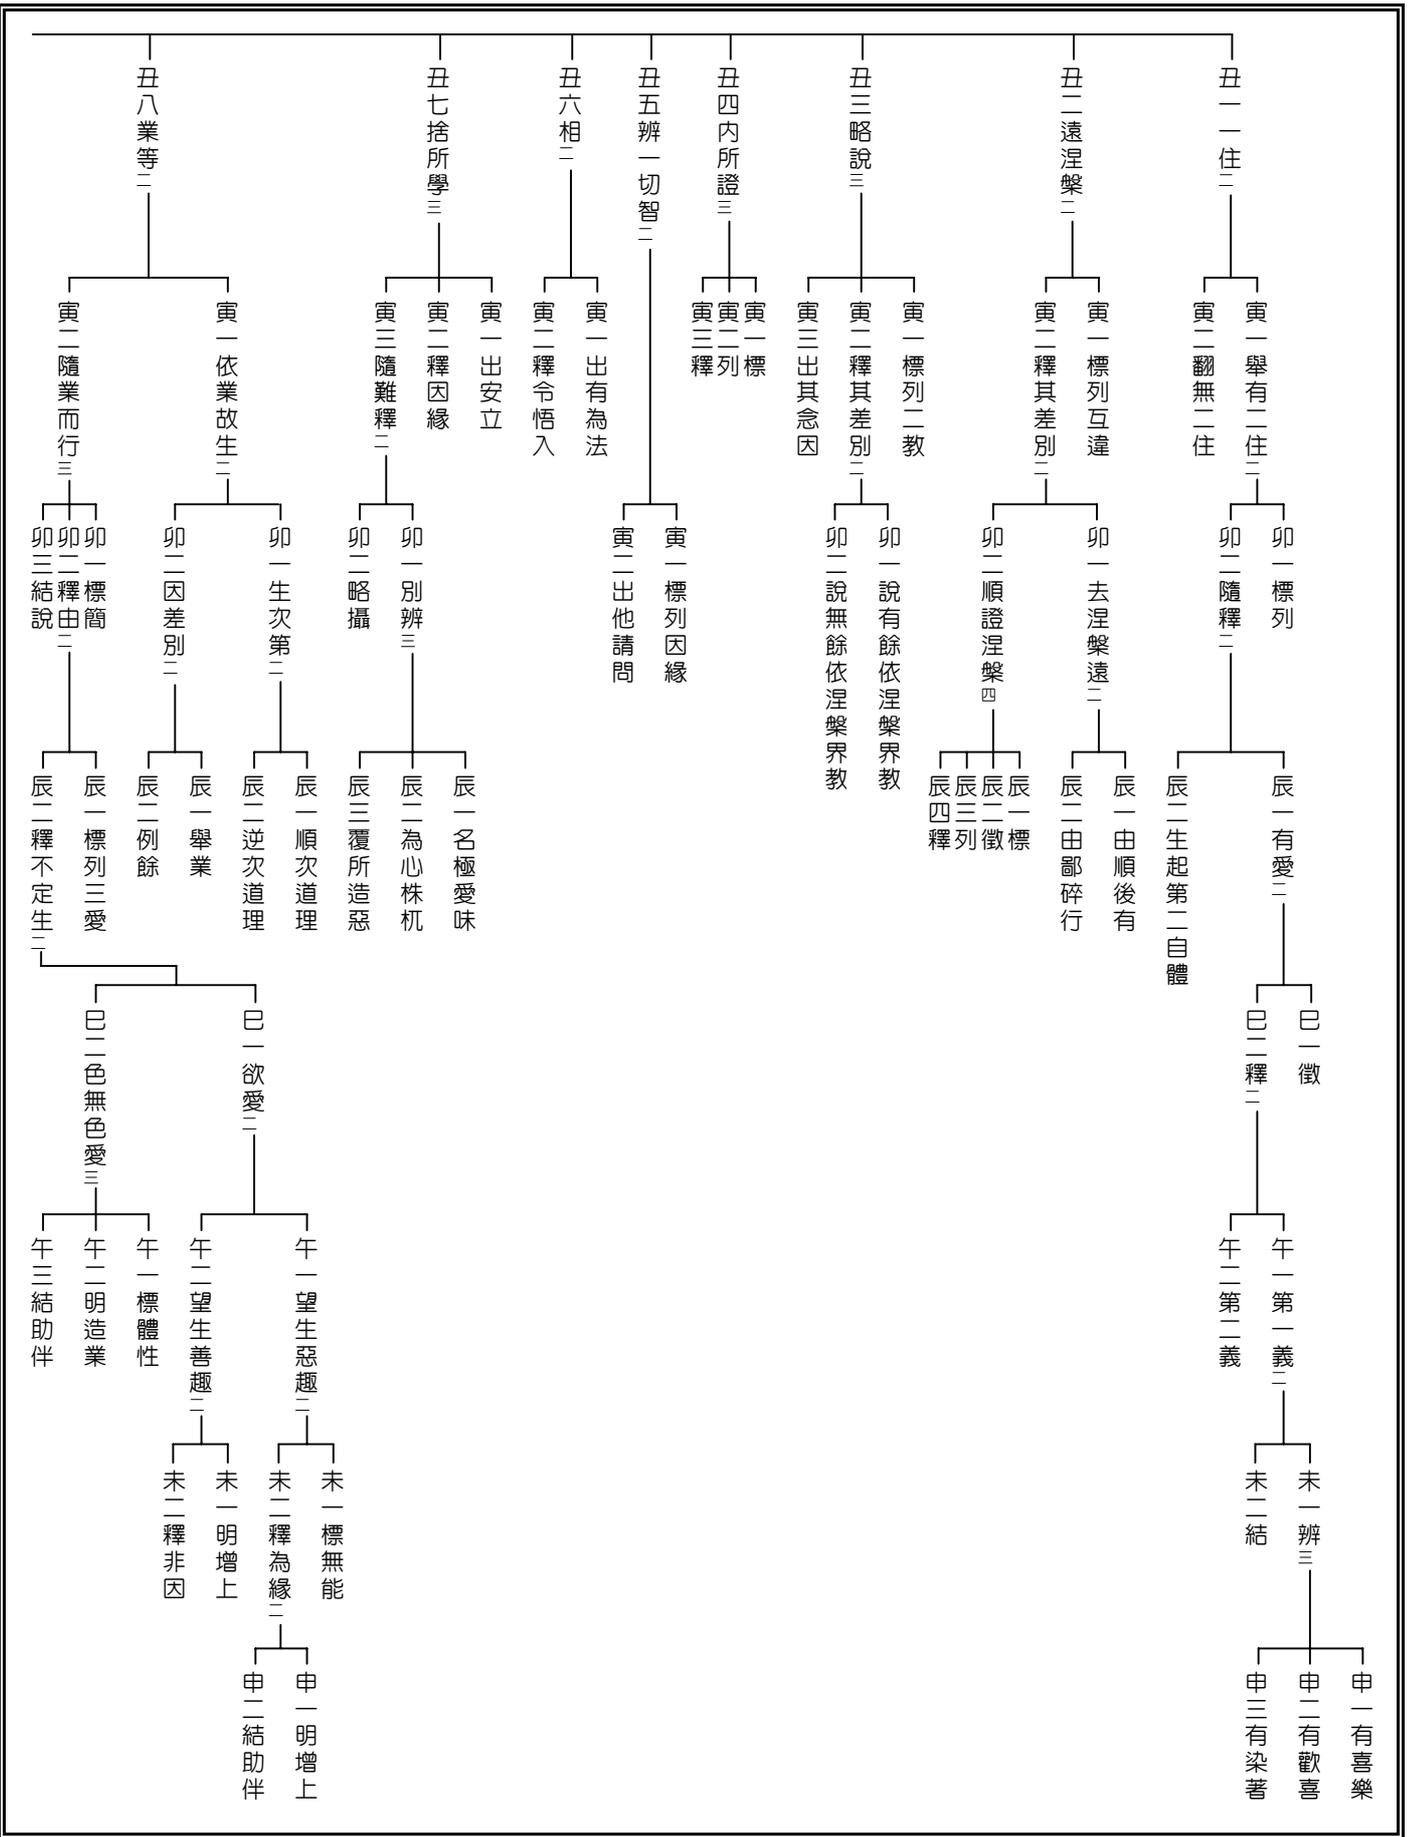 丑一一住二
丑二遠涅槃二
丑三略說三
丑四內所證三
丑五辨一切智二
丑六相二
丑七捨所學三
丑八業等二
寅一舉有二住二
寅二翻無二住
寅一標列互違
寅二釋其差別二
寅一標列二教
寅二釋其差別二
寅三出其念因
寅一標
寅二列
寅三釋
寅一出有為法
寅二釋令悟入
寅一出安立
寅二釋因緣
寅三隨難釋二
寅一依業故生二
寅二隨業而行三
卯一標列
卯二隨釋二
卯一去涅槃遠二
卯二順證涅槃四
卯一說有餘依涅槃界教
卯二說無餘依涅槃界教
寅一標列因緣
寅二出他請問
卯一別辨三
卯二略攝
卯一生次第二
卯二因差別二
卯一標簡
卯二釋由二
卯三結說
辰一有愛二
辰二生起第二自體
辰一由順後有
辰二由鄙碎行
辰一標
辰二徵
辰三列
辰四釋
辰一名極愛味
辰二為心株杌
辰三覆所造惡
辰一順次道理
辰二逆次道理
辰一舉業
辰二例餘
辰一標列三愛
辰二釋不定生二
巳一徵
巳二釋二
巳一欲愛二
巳二色無色愛三
午一第一義二
午二第二義
午一望生惡趣二
午二望生善趣二
午一標體性
午二明造業
午三結助伴
未一辨三
未二結
未一標無能
未二釋為緣二
未一明增上
未二釋非因
申一有喜樂
申二有歡喜
申三有染著
申一明增上
申二結助伴